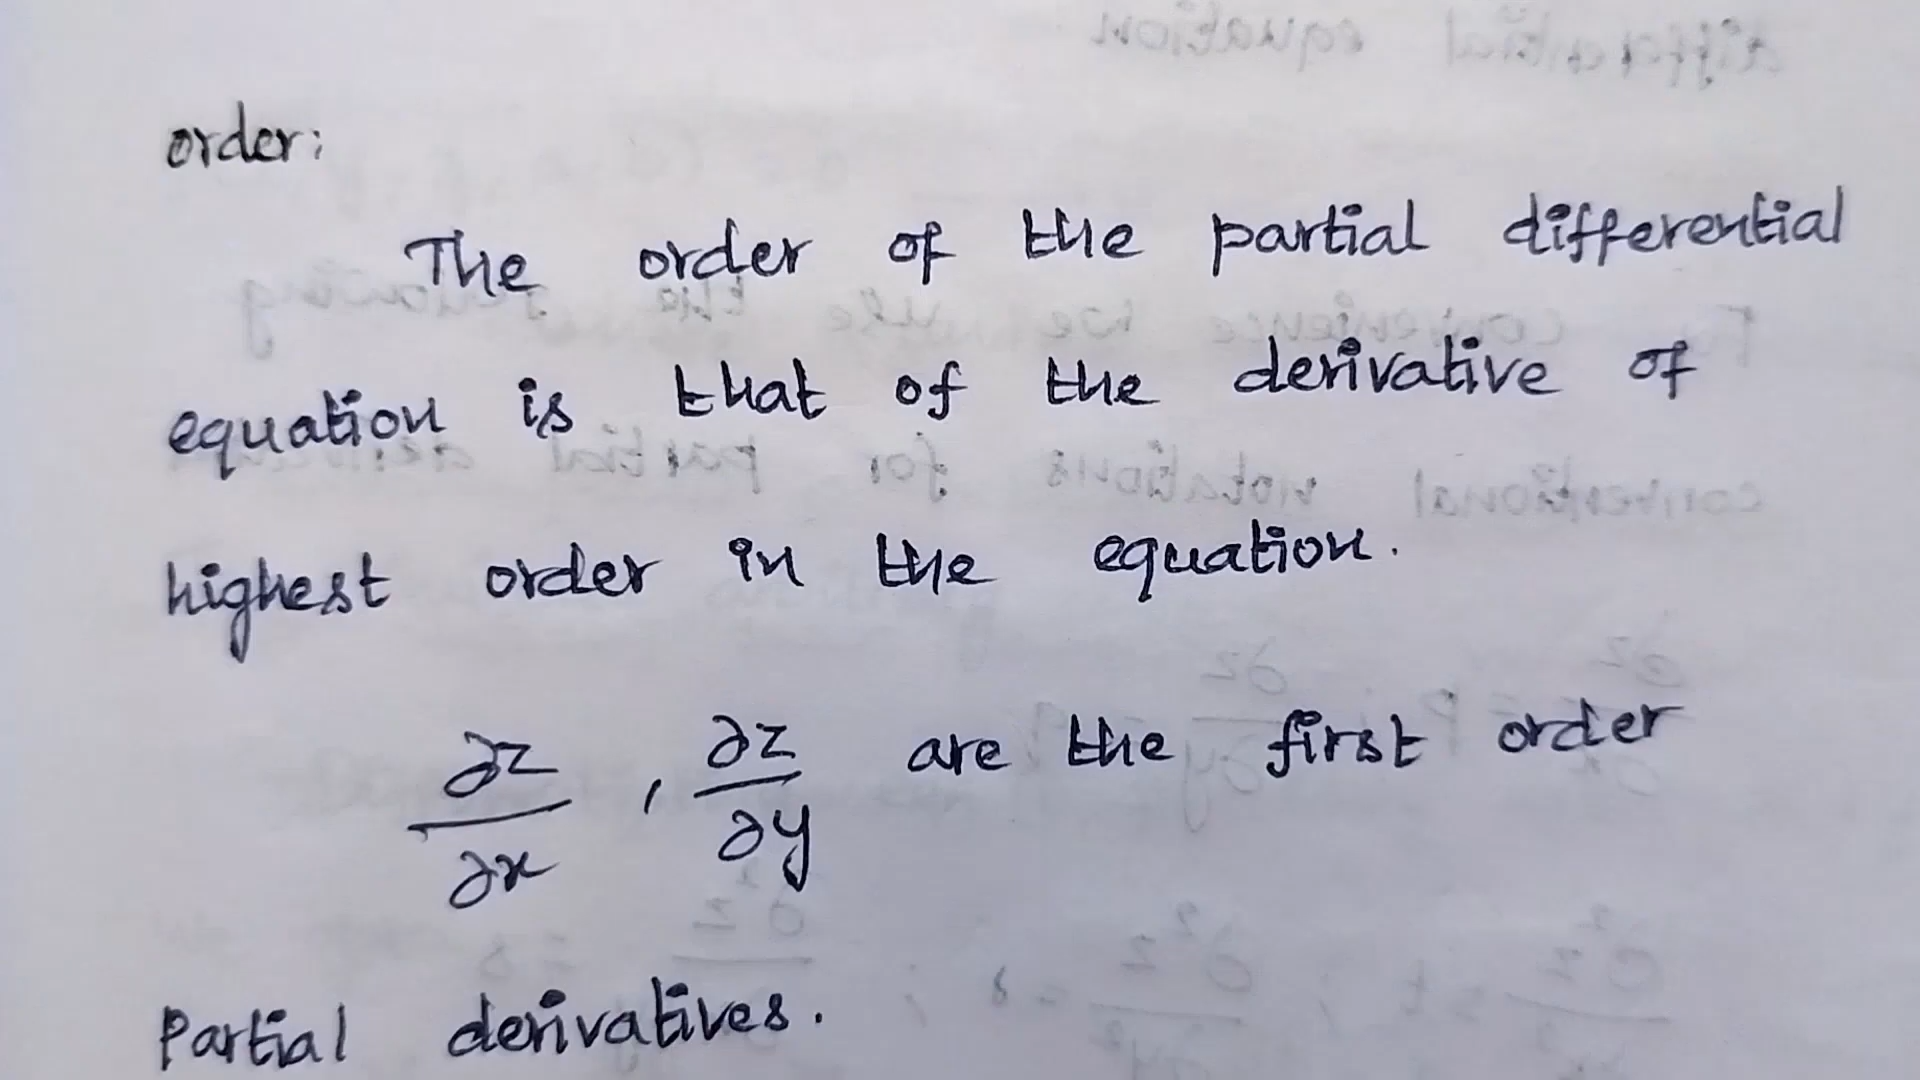 order:
The order of the partial differential
equation is that of the derivative of
highest order in the equation.
∂z/∂x , ∂z/∂y are the first order
Partial derivatives.